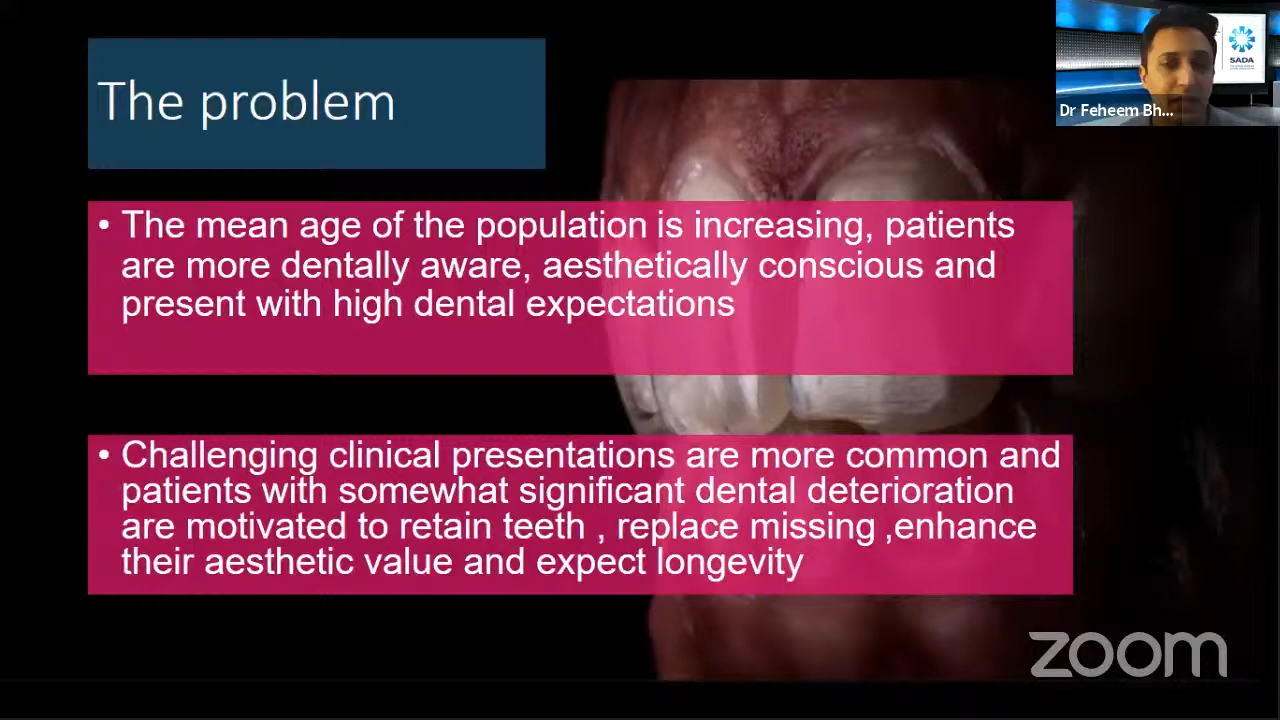 The problem
SADA
Dr Feheem Bh...
• The mean age of the population is increasing, patients
are more dentally aware, aesthetically conscious and
present with high dental expectations
• Challenging clinical presentations are more common and
patients with somewhat significant dental deterioration
are motivated to retain teeth , replace missing ,enhance
their aesthetic value and expect longevity
zoom